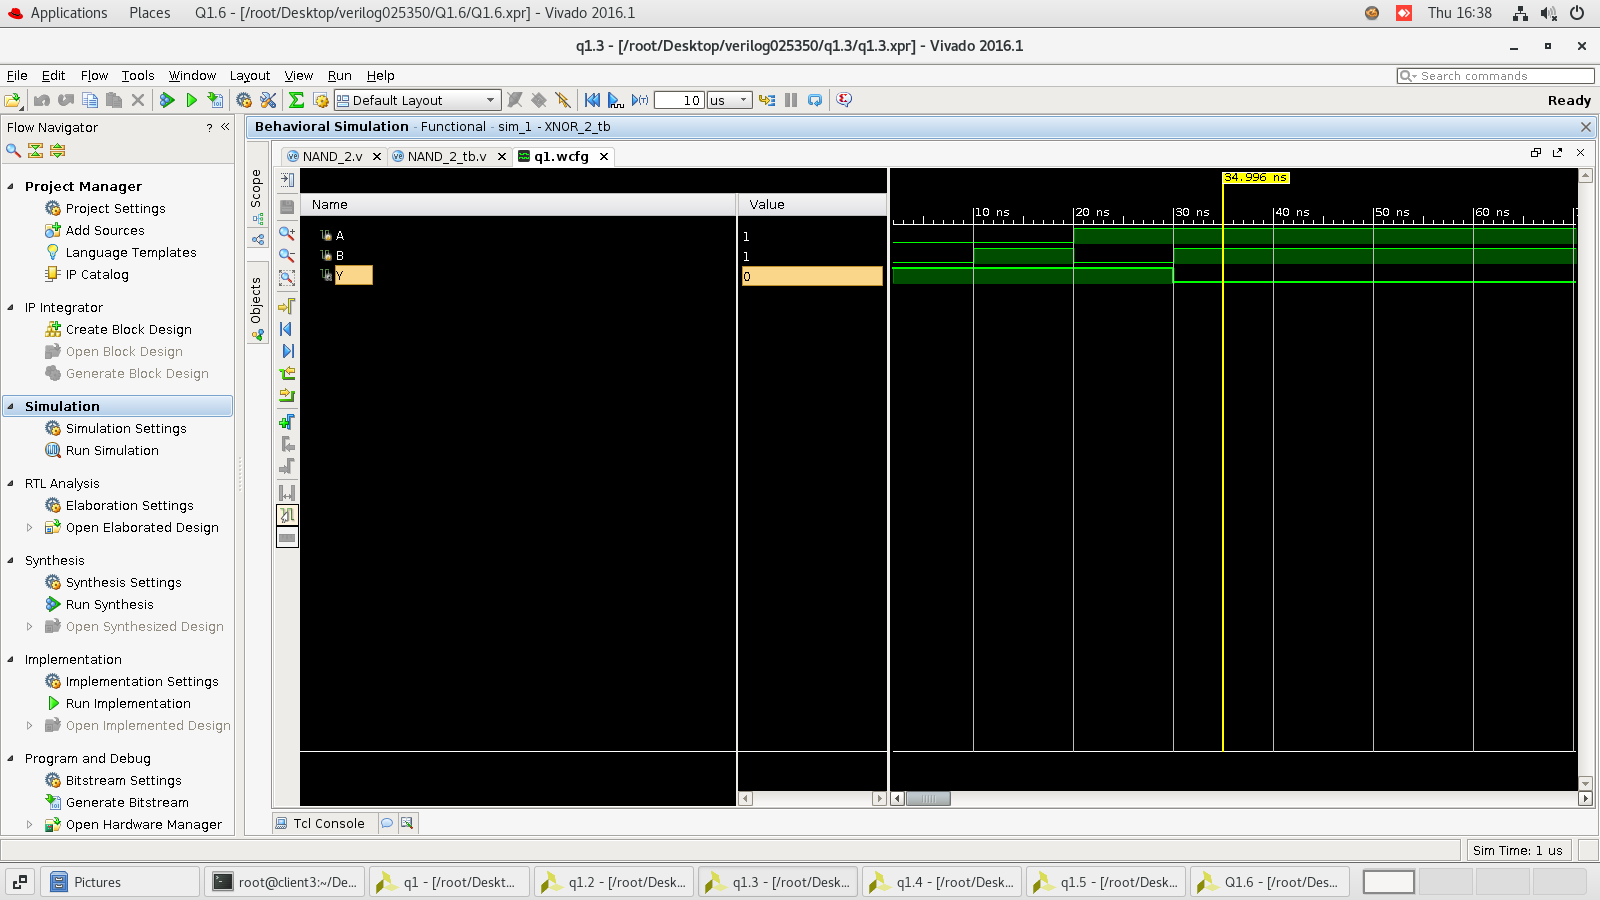 Applications Places Q1.6 - [/root/Desktop/verilog025350/Q1.6/Q1.6.xpr] - Vivado 2016.1 Thu 16:38
q1.3 - [/root/Desktop/verilog025350/q1.3/q1.3.xpr] - Vivado 2016.1
File Edit Flow Tools Window Layout View Run Help Search commands
Default Layout 10 us Ready
Flow Navigator ? «
Behavioral Simulation - Functional - sim_1 - XNOR_2_tb
NAND_2.v NAND_2_tb.v q1.wcfg
Scope
Objects
Project Manager
Project Settings
Add Sources
Language Templates
IP Catalog
IP Integrator
Create Block Design
Open Block Design
Generate Block Design
Simulation
Simulation Settings
Run Simulation
RTL Analysis
Elaboration Settings
Open Elaborated Design
Synthesis
Synthesis Settings
Run Synthesis
Open Synthesized Design
Implementation
Implementation Settings
Run Implementation
Open Implemented Design
Program and Debug
Bitstream Settings
Generate Bitstream
Open Hardware Manager
Name Value
A 1
B 1
Y 0
34.996 ns
10 ns 20 ns 30 ns 40 ns 50 ns 60 ns
Tcl Console
Sim Time: 1 us
Pictures root@client3:~/De... q1 - [/root/Deskt... q1.2 - [/root/Desk... q1.3 - [/root/Desk... q1.4 - [/root/Desk... q1.5 - [/root/Desk... Q1.6 - [/root/Des...